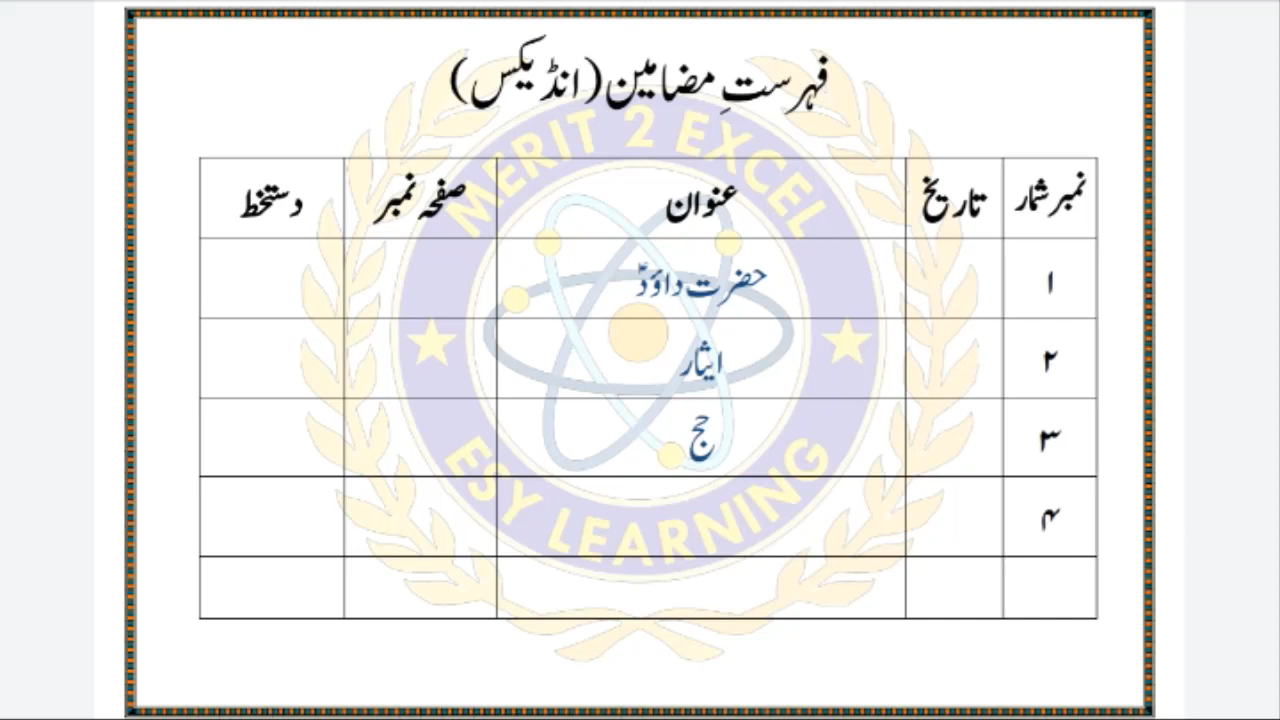 فہرستِ مضامین (انڈیکس)
نمبر شمار تاریخ عنوان صفحہ نمبر دستخط
۱ حضرت داؤدؑ
۲ ایثار
۳ حج
۴
MERIT 2 EXCEL
ESY LEARNING